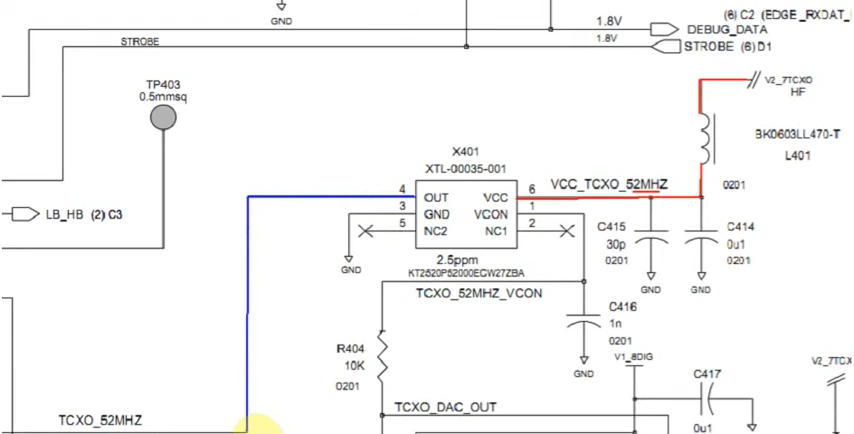 (6) C2 (EDGE_RXDAT_
GND
1.8V
DEBUG_DATA
STROBE
1.8V
STROBE (6) D1
TP403
0.5mmsq
V2_7TCXO
HF
BK0603LL470-T
L401
0201
X401
XTL-00035-001
VCC_TCXO_52MHZ
4 OUT VCC 6
3 GND VCON 1
5 NC2 NC1 2
LB_HB (2) C3
C415
30p
0201
C414
0u1
0201
GND
GND
GND
2.5ppm
KT2520P52000ECW27ZBA
TCXO_52MHZ_VCON
C416
1n
0201
GND
R404
10K
0201
V1_8DIG
V2_7TCX
C417
0u1
TCXO_DAC_OUT
TCXO_52MHZ